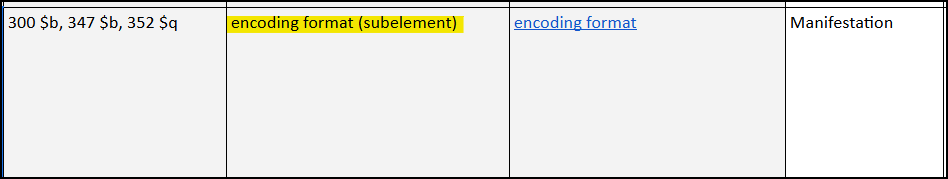 300 $b, 347 $b, 352 $q
encoding format (subelement)
encoding format
Manifestation